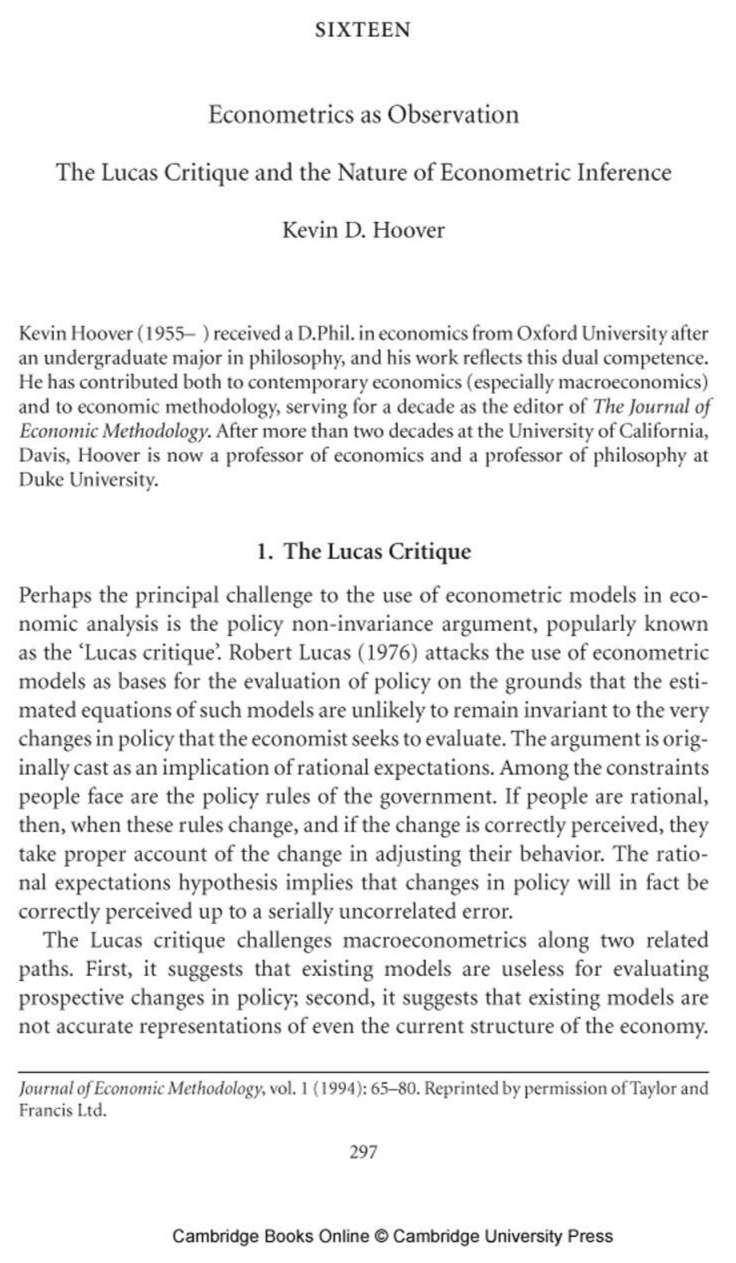 SIXTEEN
Econometrics as Observation
The Lucas Critique and the Nature of Econometric Inference
Kevin D. Hoover
Kevin Hoover (1955– ) received a D.Phil. in economics from Oxford University after
an undergraduate major in philosophy, and his work reflects this dual competence.
He has contributed both to contemporary economics (especially macroeconomics)
and to economic methodology, serving for a decade as the editor of The Journal of
Economic Methodology. After more than two decades at the University of California,
Davis, Hoover is now a professor of economics and a professor of philosophy at
Duke University.
1. The Lucas Critique
Perhaps the principal challenge to the use of econometric models in eco-
nomic analysis is the policy non-invariance argument, popularly known
as the ‘Lucas critique’. Robert Lucas (1976) attacks the use of econometric
models as bases for the evaluation of policy on the grounds that the esti-
mated equations of such models are unlikely to remain invariant to the very
changes in policy that the economist seeks to evaluate. The argument is orig-
inally cast as an implication of rational expectations. Among the constraints
people face are the policy rules of the government. If people are rational,
then, when these rules change, and if the change is correctly perceived, they
take proper account of the change in adjusting their behavior. The ratio-
nal expectations hypothesis implies that changes in policy will in fact be
correctly perceived up to a serially uncorrelated error.
The Lucas critique challenges macroeconometrics along two related
paths. First, it suggests that existing models are useless for evaluating
prospective changes in policy; second, it suggests that existing models are
not accurate representations of even the current structure of the economy.
Journal of Economic Methodology, vol. 1 (1994): 65–80. Reprinted by permission of Taylor and
Francis Ltd.
297
Cambridge Books Online © Cambridge University Press